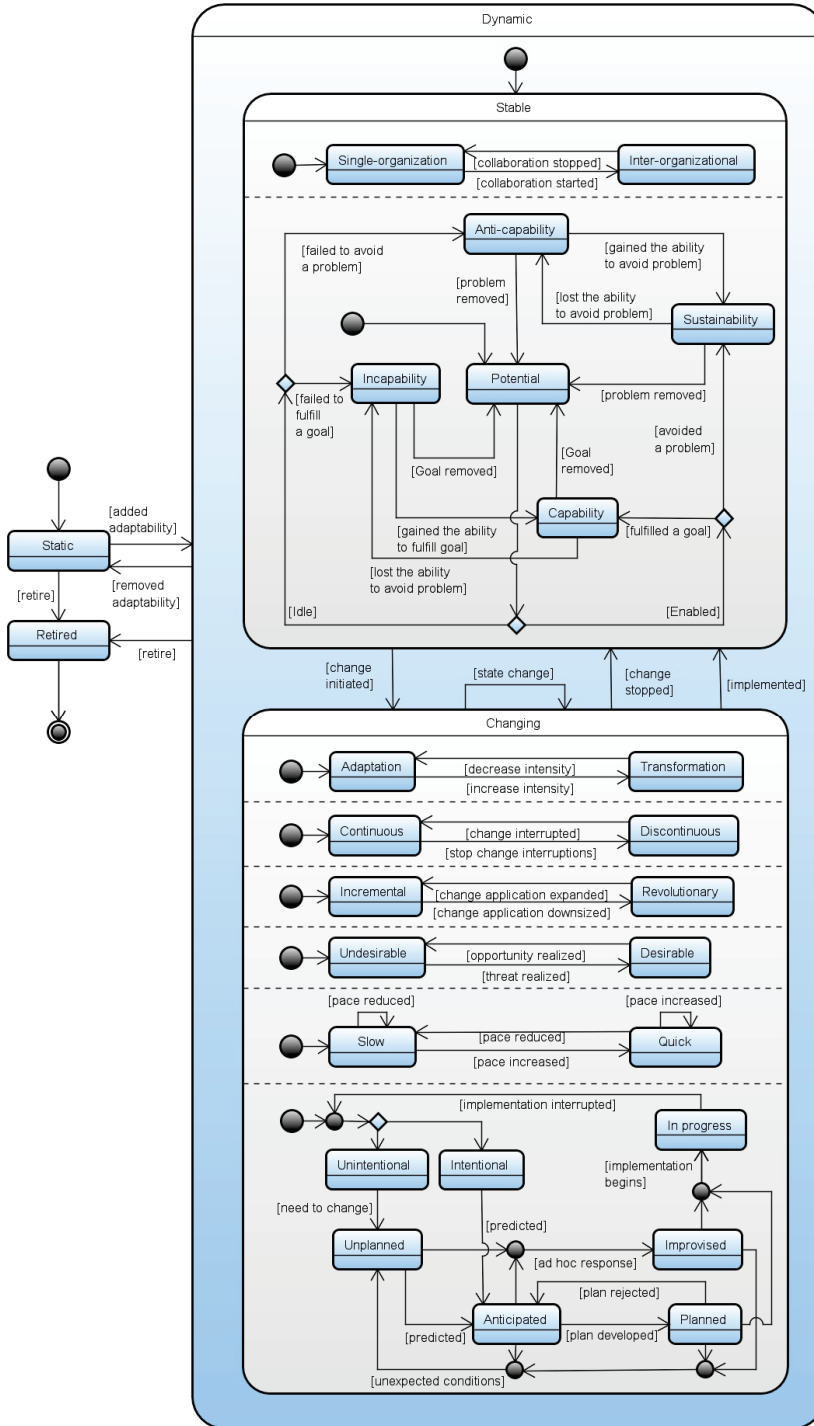 Dynamic
Stable
Single-organization
Inter-organizational
[collaboration stopped]
[collaboration started]
Anti-capability
[failed to avoid
a problem]
[gained the ability
to avoid problem]
[problem
removed]
[lost the ability
to avoid problem]
Sustainability
Incapability
Potential
[failed to
fulfill
a goal]
[problem removed]
[avoided
a problem]
[Goal removed]
[Goal
removed]
Capability
[gained the ability
to fulfill goal]
[fulfilled a goal]
[lost the ability
to avoid problem]
[Idle]
[Enabled]
[added
adaptability]
Static
[removed
adaptability]
[retire]
Retired
[retire]
[change
initiated]
[state change]
[change
stopped]
[implemented]
Changing
Adaptation
Transformation
[decrease intensity]
[increase intensity]
Continuous
Discontinuous
[change interrupted]
[stop change interruptions]
Incremental
Revolutionary
[change application expanded]
[change application downsized]
Undesirable
Desirable
[opportunity realized]
[threat realized]
[pace reduced]
[pace increased]
Slow
Quick
[pace reduced]
[pace increased]
[implementation interrupted]
In progress
Unintentional
Intentional
[implementation
begins]
[need to change]
[predicted]
Unplanned
Improvised
[ad hoc response]
[plan rejected]
Anticipated
Planned
[predicted]
[plan developed]
[unexpected conditions]